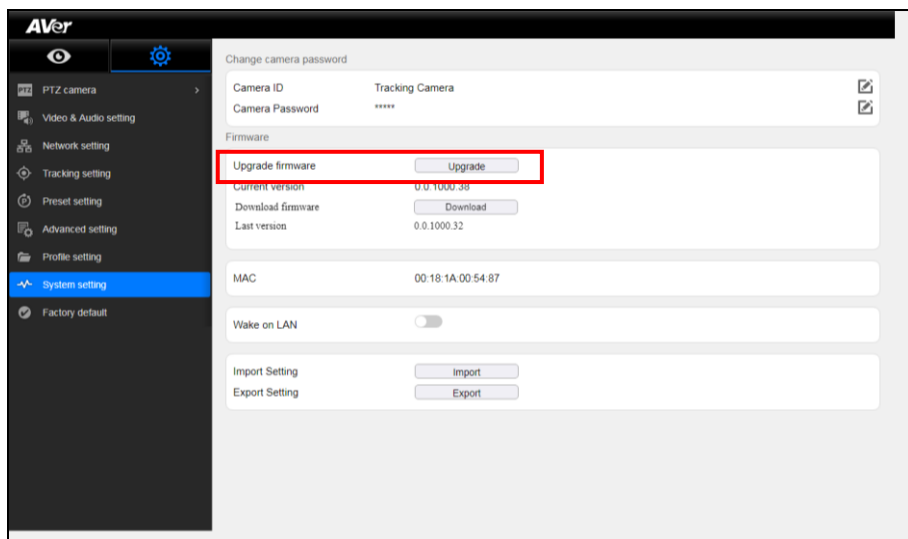 AVer
PTZ PTZ camera >
Video & Audio setting
Network setting
Tracking setting
P Preset setting
Advanced setting
Profile setting
System setting
Factory default
Change camera password
Camera ID Tracking Camera
Camera Password *****
Firmware
Upgrade firmware Upgrade
Current version 0.0.1000.38
Download firmware Download
Last version 0.0.1000.32
MAC 00:18:1A:00:54:87
Wake on LAN
Import Setting Import
Export Setting Export